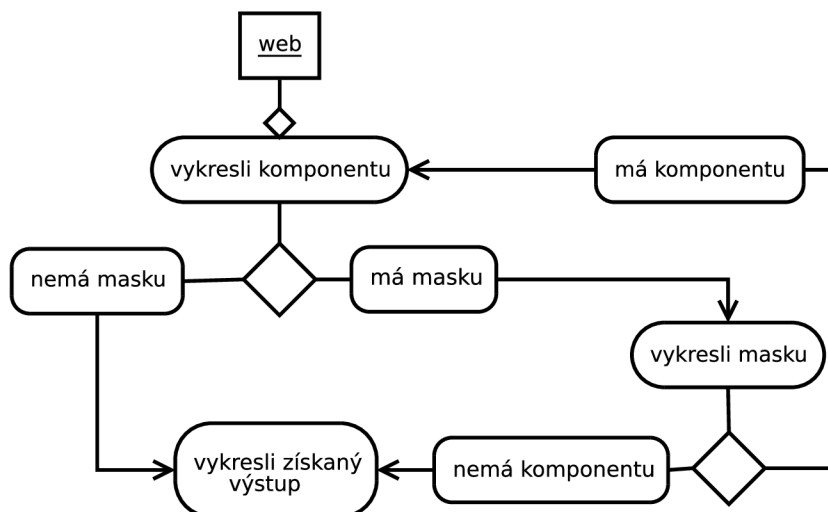 web
vykresli komponentu
má komponentu
nemá masku
má masku
vykresli masku
vykresli získaný
výstup
nemá komponentu